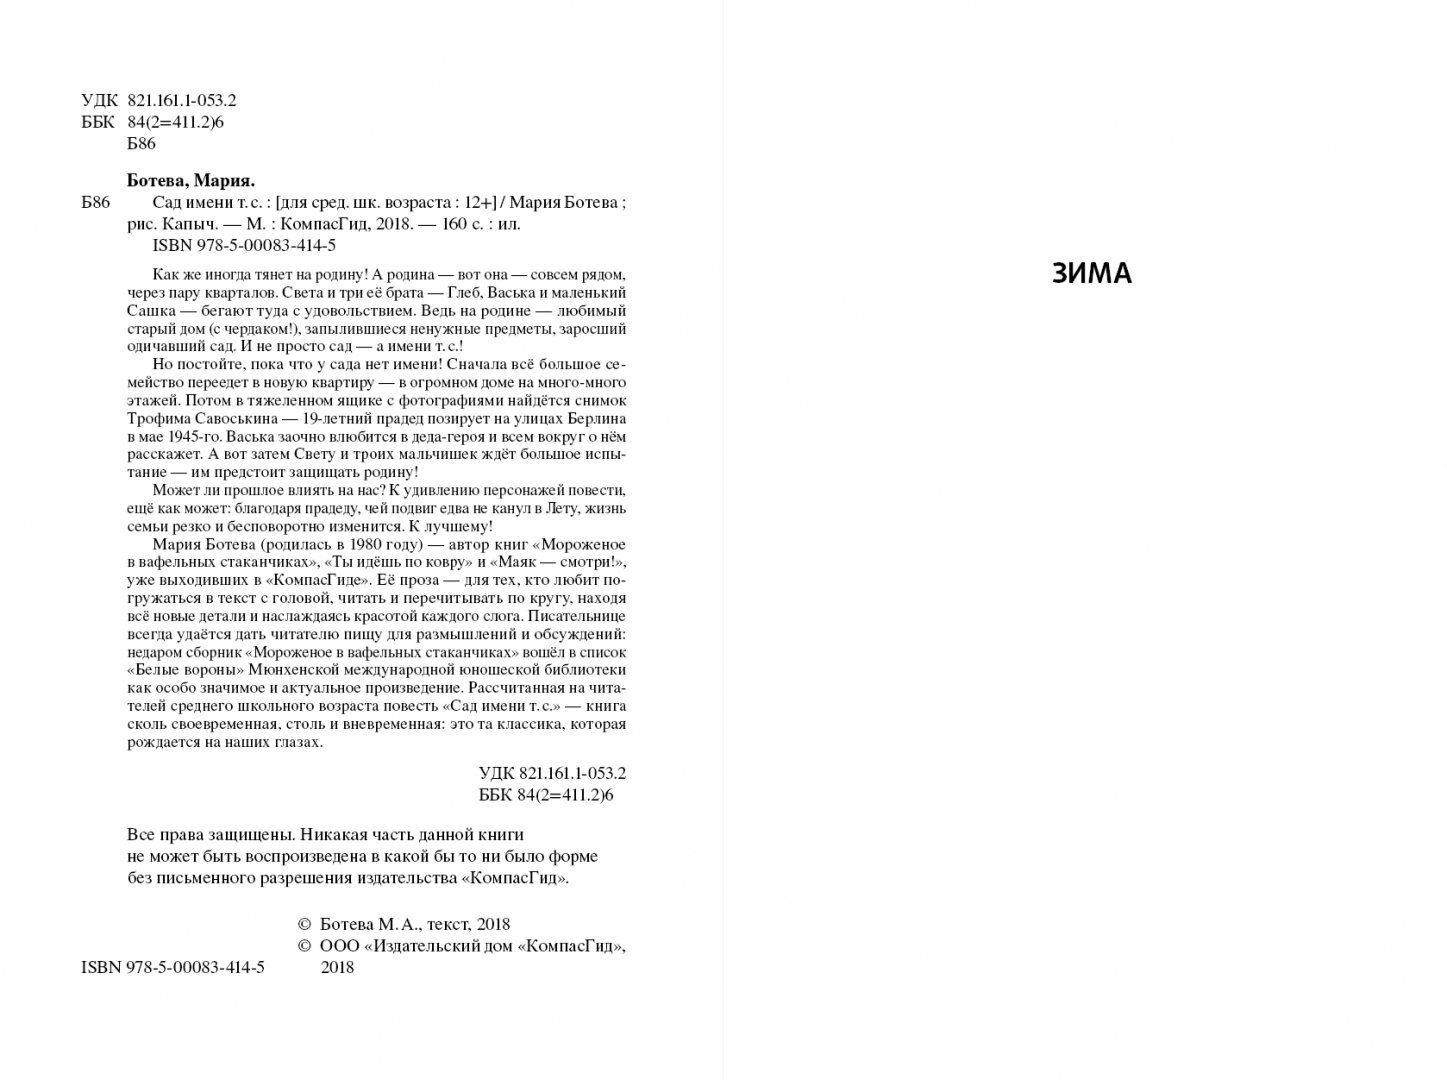 УДК 821.161.1-053.2
ББК 84(2=411.2)6
Б86
Ботева, Мария.
Б86 Сад имени т. с. : [для сред. шк. возраста : 12+] / Мария Ботева ;
рис. Капыч. — М. : КомпасГид, 2018. — 160 с. : ил.
ISBN 978-5-00083-414-5
Как же иногда тянет на родину! А родина — вот она — совсем рядом,
через пару кварталов. Света и три её брата — Глеб, Васька и маленький
Сашка — бегают туда с удовольствием. Ведь на родине — любимый
старый дом (с чердаком!), запылившиеся ненужные предметы, заросший
одичавший сад. И не просто сад — а имени т. с.!
Но постойте, пока что у сада нет имени! Сначала всё большое се-
мейство переедет в новую квартиру — в огромном доме на много-много
этажей. Потом в тяжеленном ящике с фотографиями найдётся снимок
Трофима Савоськина — 19-летний прадед позирует на улицах Берлина
в мае 1945-го. Васька заочно влюбится в деда-героя и всем вокруг о нём
расскажет. А вот затем Свету и троих мальчишек ждёт большое испы-
тание — им предстоит защищать родину!
Может ли прошлое влиять на нас? К удивлению персонажей повести,
ещё как может: благодаря прадеду, чей подвиг едва не канул в Лету, жизнь
семьи резко и бесповоротно изменится. К лучшему!
Мария Ботева (родилась в 1980 году) — автор книг «Мороженое
в вафельных стаканчиках», «Ты идёшь по ковру» и «Маяк — смотри!»,
уже выходивших в «КомпасГиде». Её проза — для тех, кто любит по-
гружаться в текст с головой, читать и перечитывать по кругу, находя
всё новые детали и наслаждаясь красотой каждого слога. Писательнице
всегда удаётся дать читателю пищу для размышлений и обсуждений:
недаром сборник «Мороженое в вафельных стаканчиках» вошёл в список
«Белые вороны» Мюнхенской международной юношеской библиотеки
как особо значимое и актуальное произведение. Рассчитанная на чита-
телей среднего школьного возраста повесть «Сад имени т. с.» — книга
сколь своевременная, столь и вневременная: это та классика, которая
рождается на наших глазах.
УДК 821.161.1-053.2
ББК 84(2=411.2)6
Все права защищены. Никакая часть данной книги
не может быть воспроизведена в какой бы то ни было форме
без письменного разрешения издательства «КомпасГид».
© Ботева М. А., текст, 2018
© ООО «Издательский дом «КомпасГид»,
ISBN 978-5-00083-414-5 2018
ЗИМА